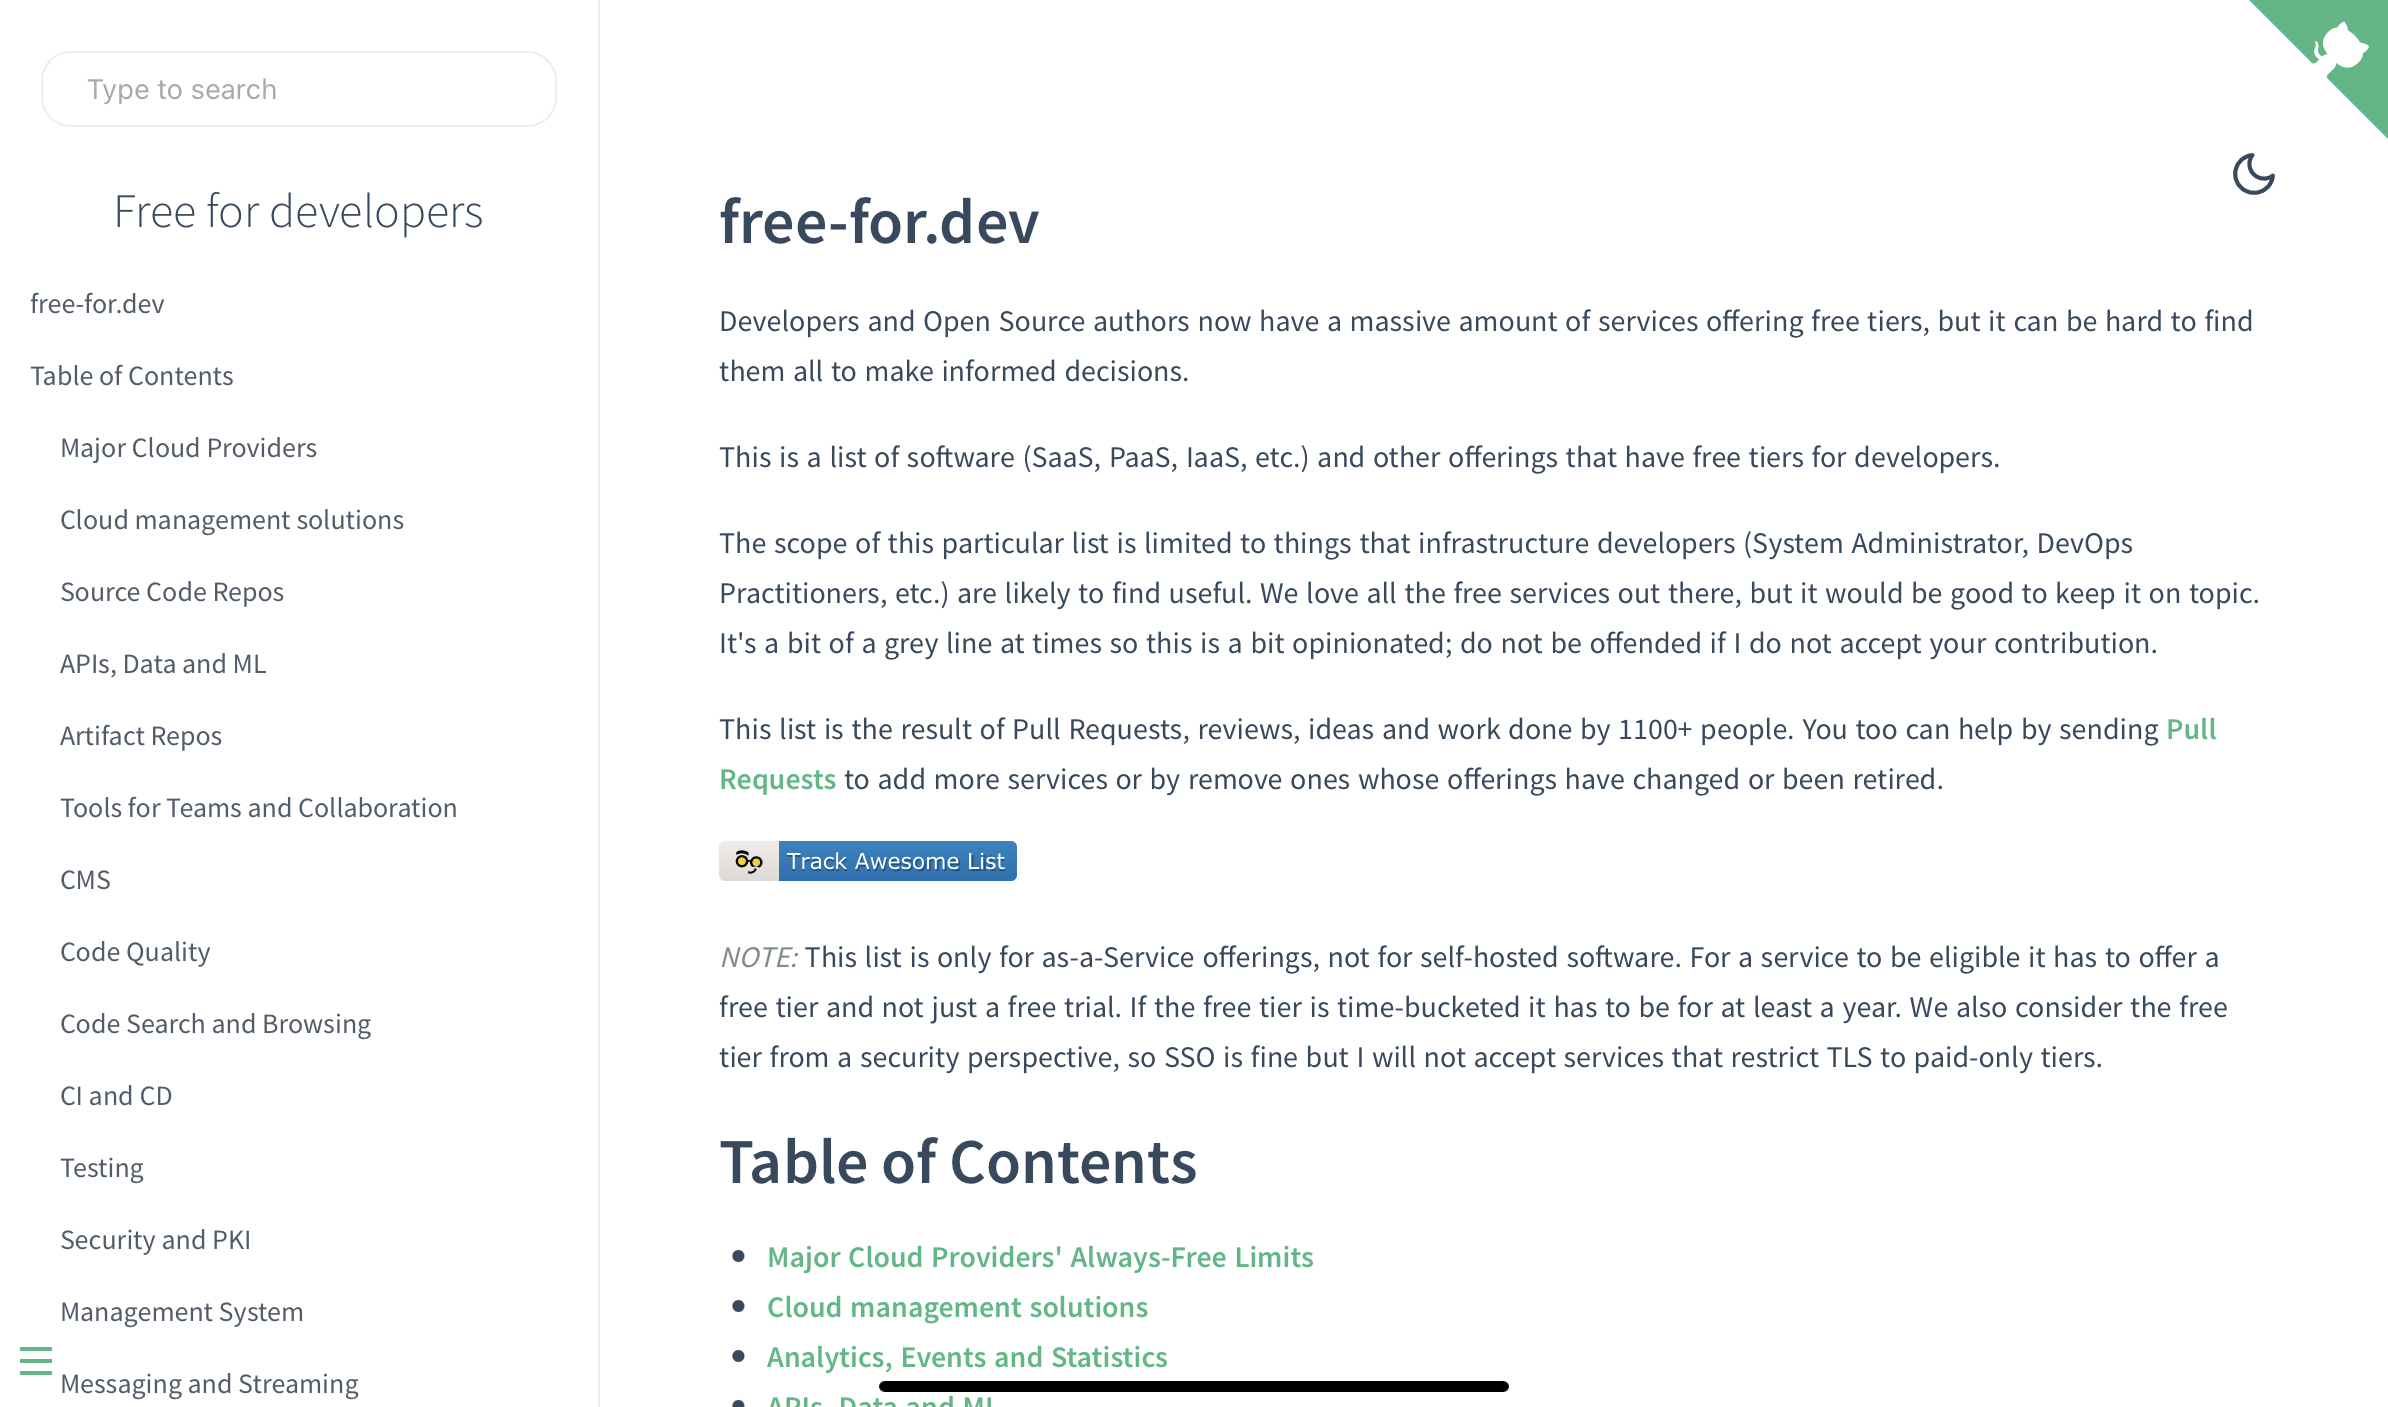 Type to search
Free for developers
free-for.dev
Table of Contents
Major Cloud Providers
Cloud management solutions
Source Code Repos
APIs, Data and ML
Artifact Repos
Tools for Teams and Collaboration
CMS
Code Quality
Code Search and Browsing
CI and CD
Testing
Security and PKI
Management System
Messaging and Streaming
free-for.dev
Developers and Open Source authors now have a massive amount of services offering free tiers, but it can be hard to find
them all to make informed decisions.
This is a list of software (SaaS, PaaS, IaaS, etc.) and other offerings that have free tiers for developers.
The scope of this particular list is limited to things that infrastructure developers (System Administrator, DevOps
Practitioners, etc.) are likely to find useful. We love all the free services out there, but it would be good to keep it on topic.
It's a bit of a grey line at times so this is a bit opinionated; do not be offended if I do not accept your contribution.
This list is the result of Pull Requests, reviews, ideas and work done by 1100+ people. You too can help by sending Pull
Requests to add more services or by remove ones whose offerings have changed or been retired.
Track Awesome List
NOTE: This list is only for as-a-Service offerings, not for self-hosted software. For a service to be eligible it has to offer a
free tier and not just a free trial. If the free tier is time-bucketed it has to be for at least a year. We also consider the free
tier from a security perspective, so SSO is fine but I will not accept services that restrict TLS to paid-only tiers.
Table of Contents
Major Cloud Providers' Always-Free Limits
Cloud management solutions
Analytics, Events and Statistics
APIs, Data and ML